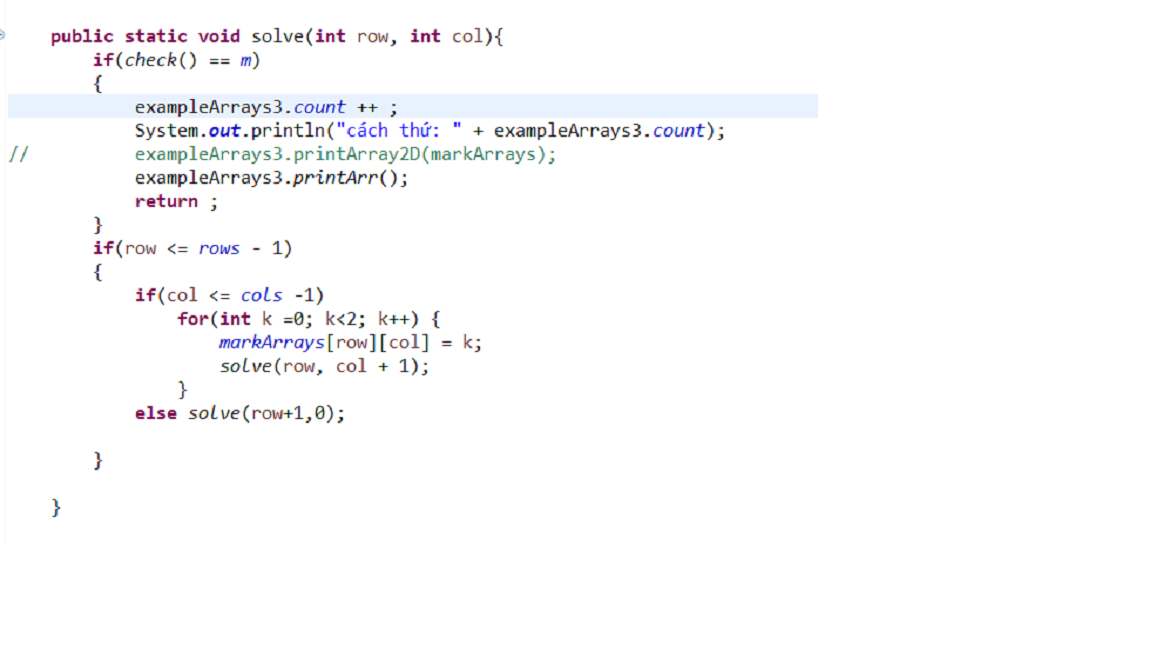 public static void solve(int row, int col){
if(check() == m)
{
exampleArrays3.count ++ ;
System.out.println("cách thứ: " + exampleArrays3.count);
// exampleArrays3.printArray2D(markArrays);
exampleArrays3.printArr();
return ;
}
if(row <= rows - 1)
{
if(col <= cols -1)
for(int k =0; k<2; k++) {
markArrays[row][col] = k;
solve(row, col + 1);
}
else solve(row+1,0);
}
}